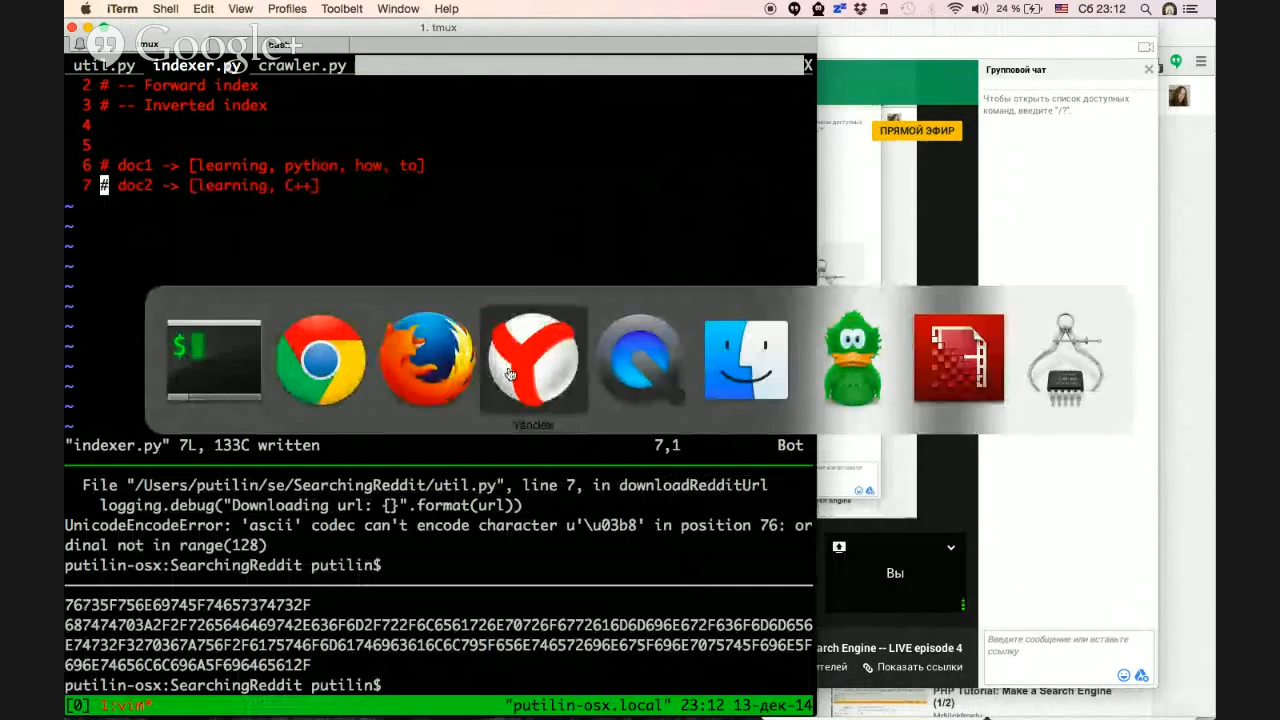 iTerm Shell Edit View Profiles Toolbelt Window Help 24 % Сб 23:12
1. tmux
Google+
util.py indexer.py crawler.py X
2 # -- Forward index
3 # -- Inverted index
4
5
6 # doc1 -> [learning, python, how, to]
7 # doc2 -> [learning, C++]
~
~
~
~
~
~
~
~
~
~
~
~
"indexer.py" 7L, 133C written 7,1 Bot
File "/Users/putilin/se/SearchingReddit/util.py", line 7, in downloadRedditUrl
logging.debug("Downloading url: {}".format(url))
UnicodeEncodeError: 'ascii' codec can't encode character u'\u03b8' in position 76: or
dinal not in range(128)
putilin-osx:SearchingReddit putilin$
76735F756E69745F74657374732F
687474703A2F2F7265646469742E636F6D2F722F6C6561726E70726F6772616D6D696E672F636F6D6D656
E74732F3270367A756F2F6175746F6D61746963616C6C795F656E746572696E675F696E7075745F696E5F
696E74656C6C696A5F696465612F
putilin-osx:SearchingReddit putilin$
[0] 1:vim* "putilin-osx.local" 23:12 13-дек-14
$
Yandex
Групповой чат
Чтобы открыть список доступных
команд, введите "/?".
ПРЯМОЙ ЭФИР
Вы
arch Engine -- LIVE episode 4
ителей Показать ссылки
Введите сообщение или вставьте
ссылку
PHP Tutorial: Make a Search Engine
(1/2)